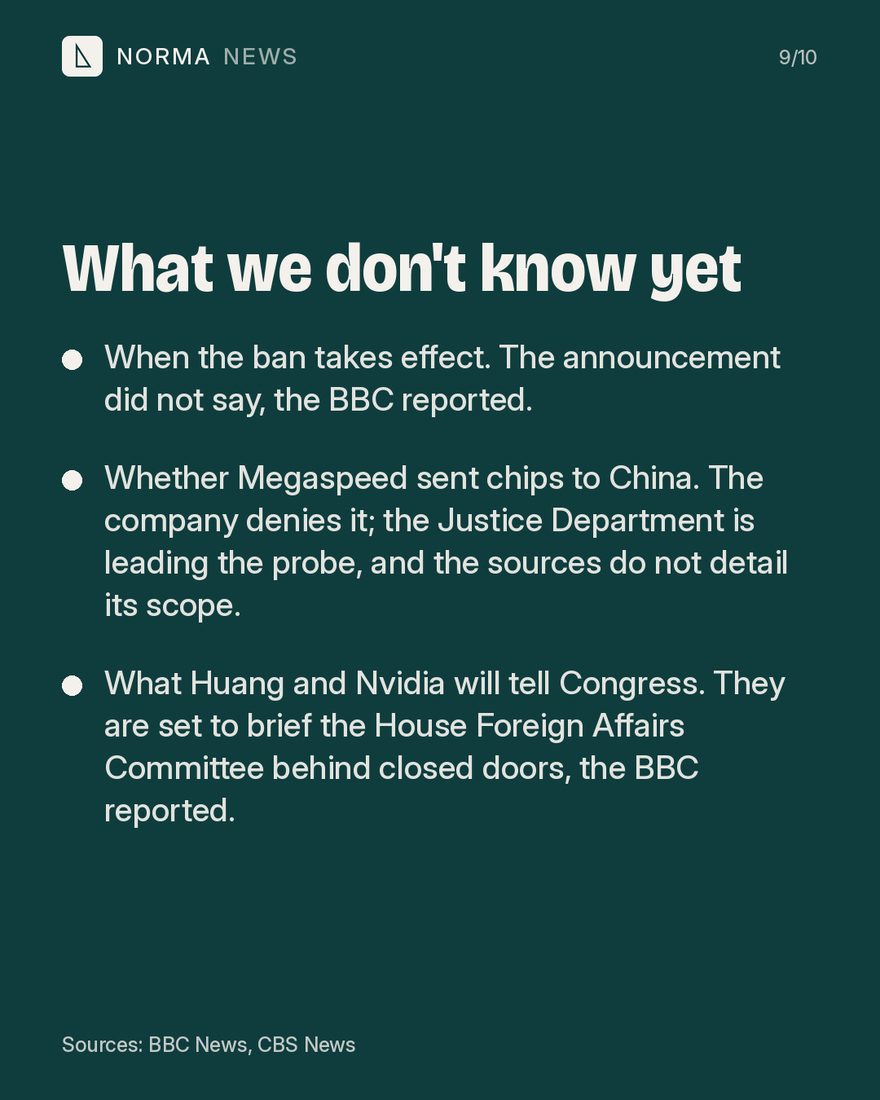 NORMA NEWS
9/10
What we don't know yet
When the ban takes effect. The announcement
did not say, the BBC reported.
Whether Megaspeed sent chips to China. The
company denies it; the Justice Department is
leading the probe, and the sources do not detail
its scope.
What Huang and Nvidia will tell Congress. They
are set to brief the House Foreign Affairs
Committee behind closed doors, the BBC
reported.
Sources: BBC News, CBS News